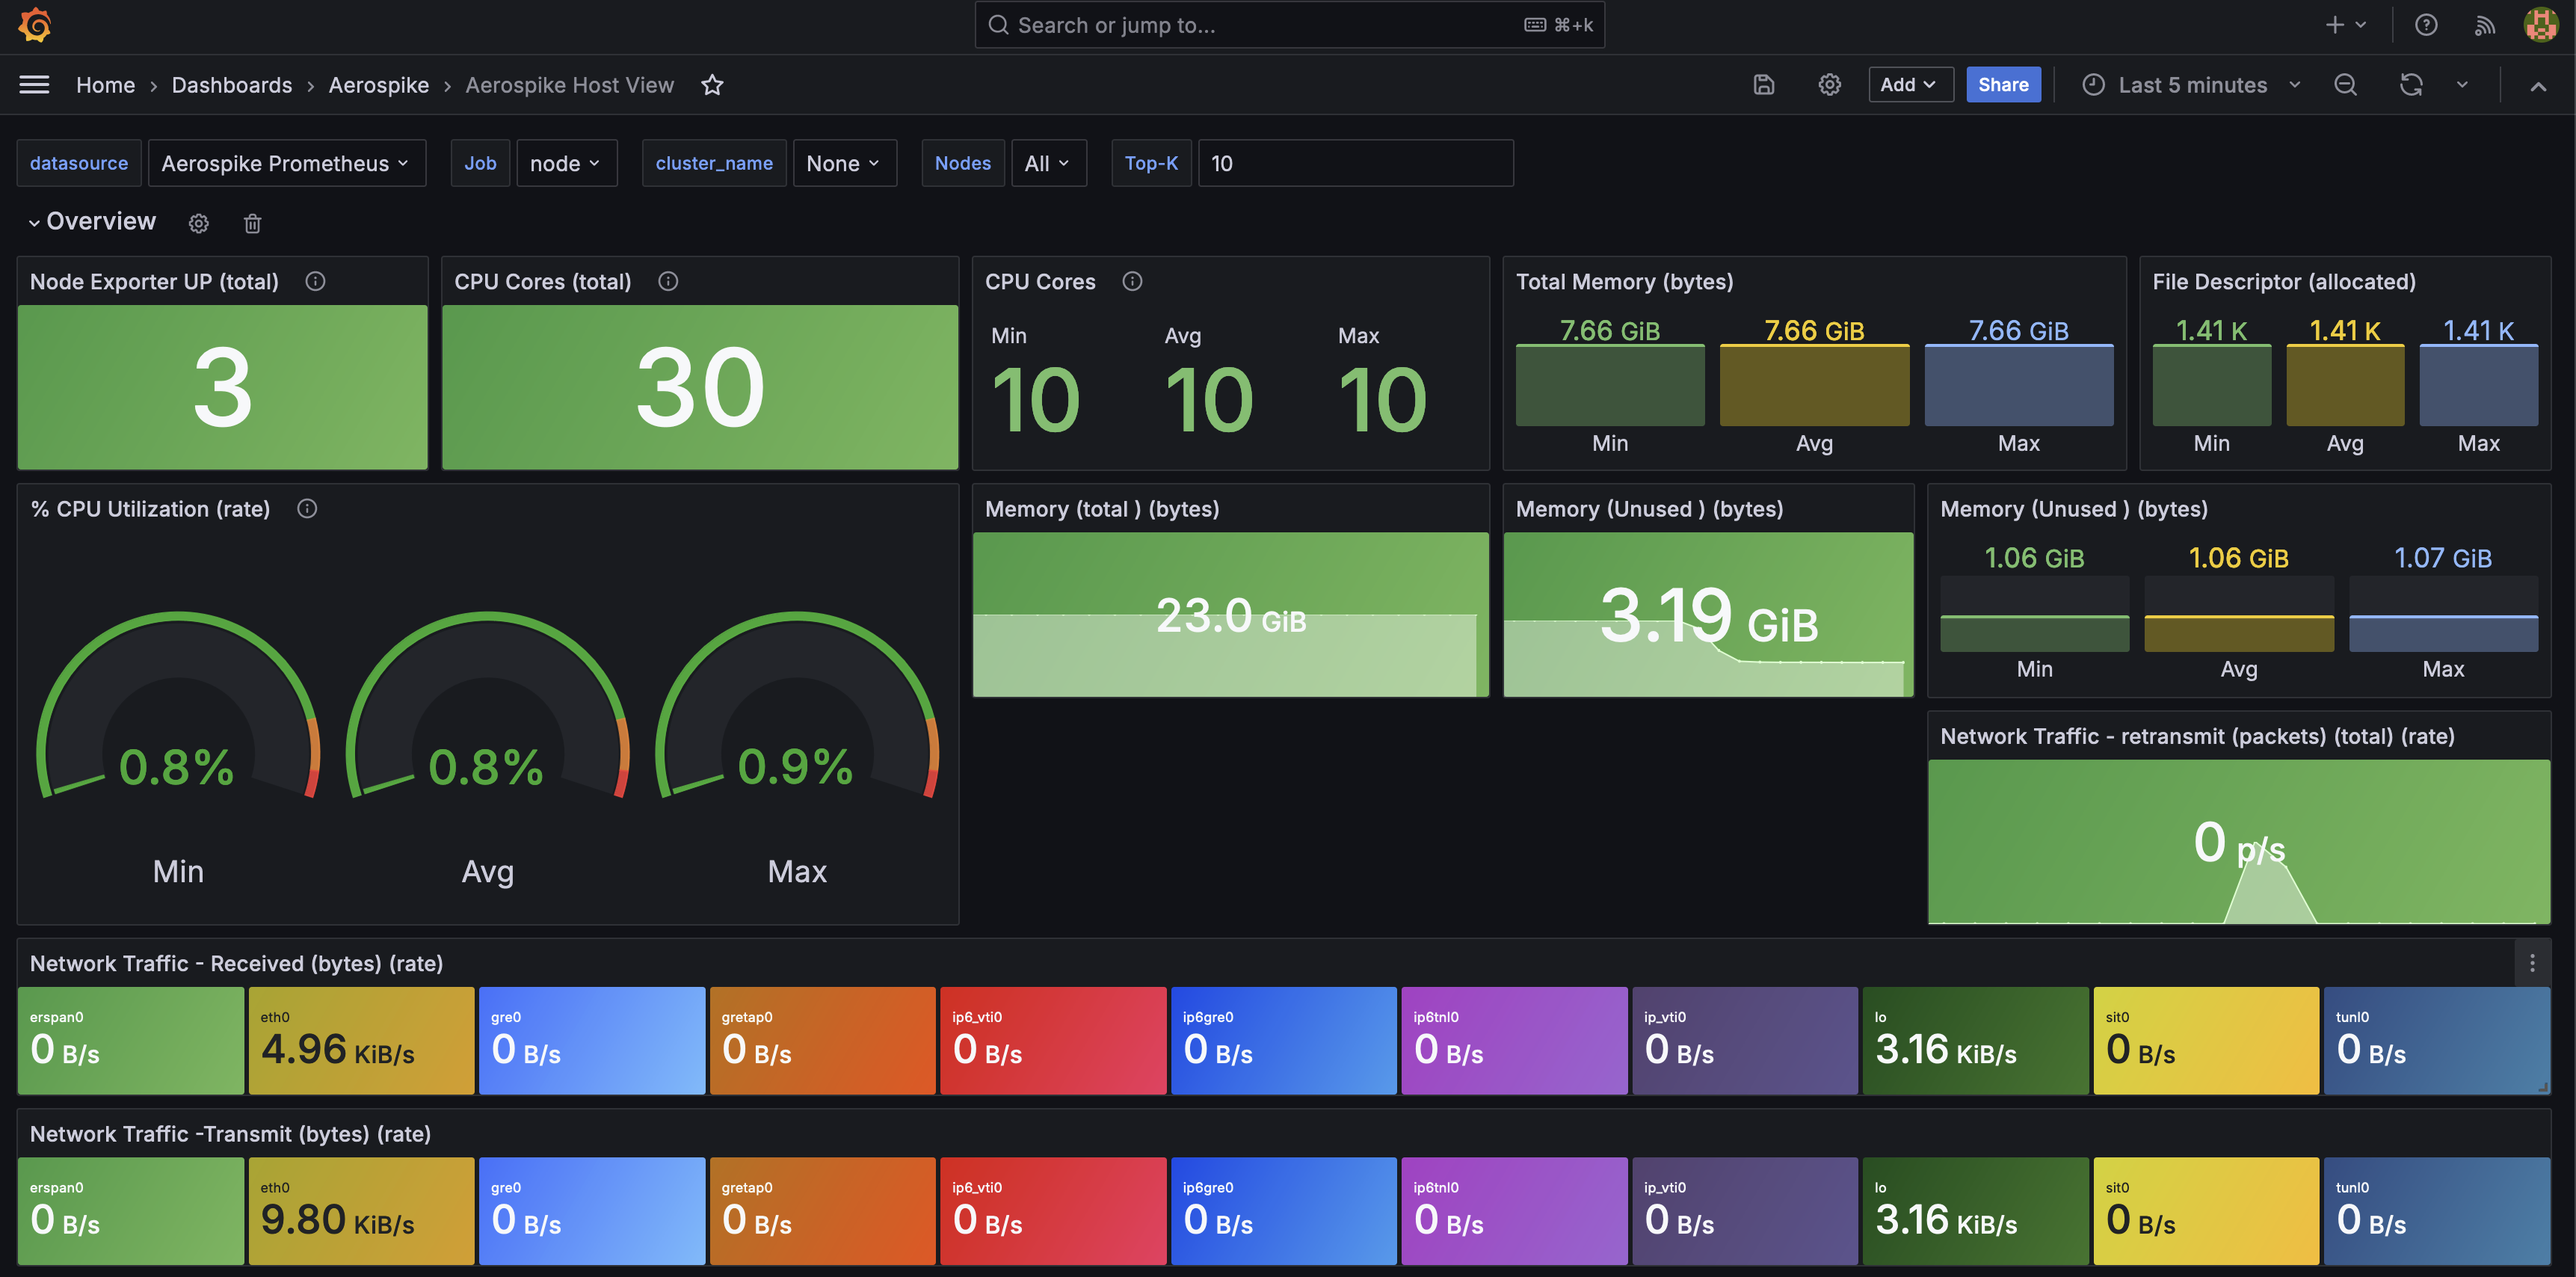 Search or jump to... ⌘+k
Home › Dashboards › Aerospike › Aerospike Host View
Add Share Last 5 minutes
datasource Aerospike Prometheus Job node cluster_name None Nodes All Top-K 10
Overview
Node Exporter UP (total)
3
CPU Cores (total)
30
CPU Cores
Min Avg Max
10 10 10
Total Memory (bytes)
7.66 GiB 7.66 GiB 7.66 GiB
Min Avg Max
File Descriptor (allocated)
1.41 K 1.41 K 1.41 K
Min Avg Max
% CPU Utilization (rate)
0.8% 0.8% 0.9%
Min Avg Max
Memory (total ) (bytes)
23.0 GiB
Memory (Unused ) (bytes)
3.19 GiB
Memory (Unused ) (bytes)
1.06 GiB 1.06 GiB 1.07 GiB
Min Avg Max
Network Traffic - retransmit (packets) (total) (rate)
0 p/s
Network Traffic - Received (bytes) (rate)
erspan0 eth0 gre0 gretap0 ip6_vti0 ip6gre0 ip6tnl0 ip_vti0 lo sit0 tunl0
0 B/s 4.96 KiB/s 0 B/s 0 B/s 0 B/s 0 B/s 0 B/s 0 B/s 3.16 KiB/s 0 B/s 0 B/s
Network Traffic -Transmit (bytes) (rate)
erspan0 eth0 gre0 gretap0 ip6_vti0 ip6gre0 ip6tnl0 ip_vti0 lo sit0 tunl0
0 B/s 9.80 KiB/s 0 B/s 0 B/s 0 B/s 0 B/s 0 B/s 0 B/s 3.16 KiB/s 0 B/s 0 B/s